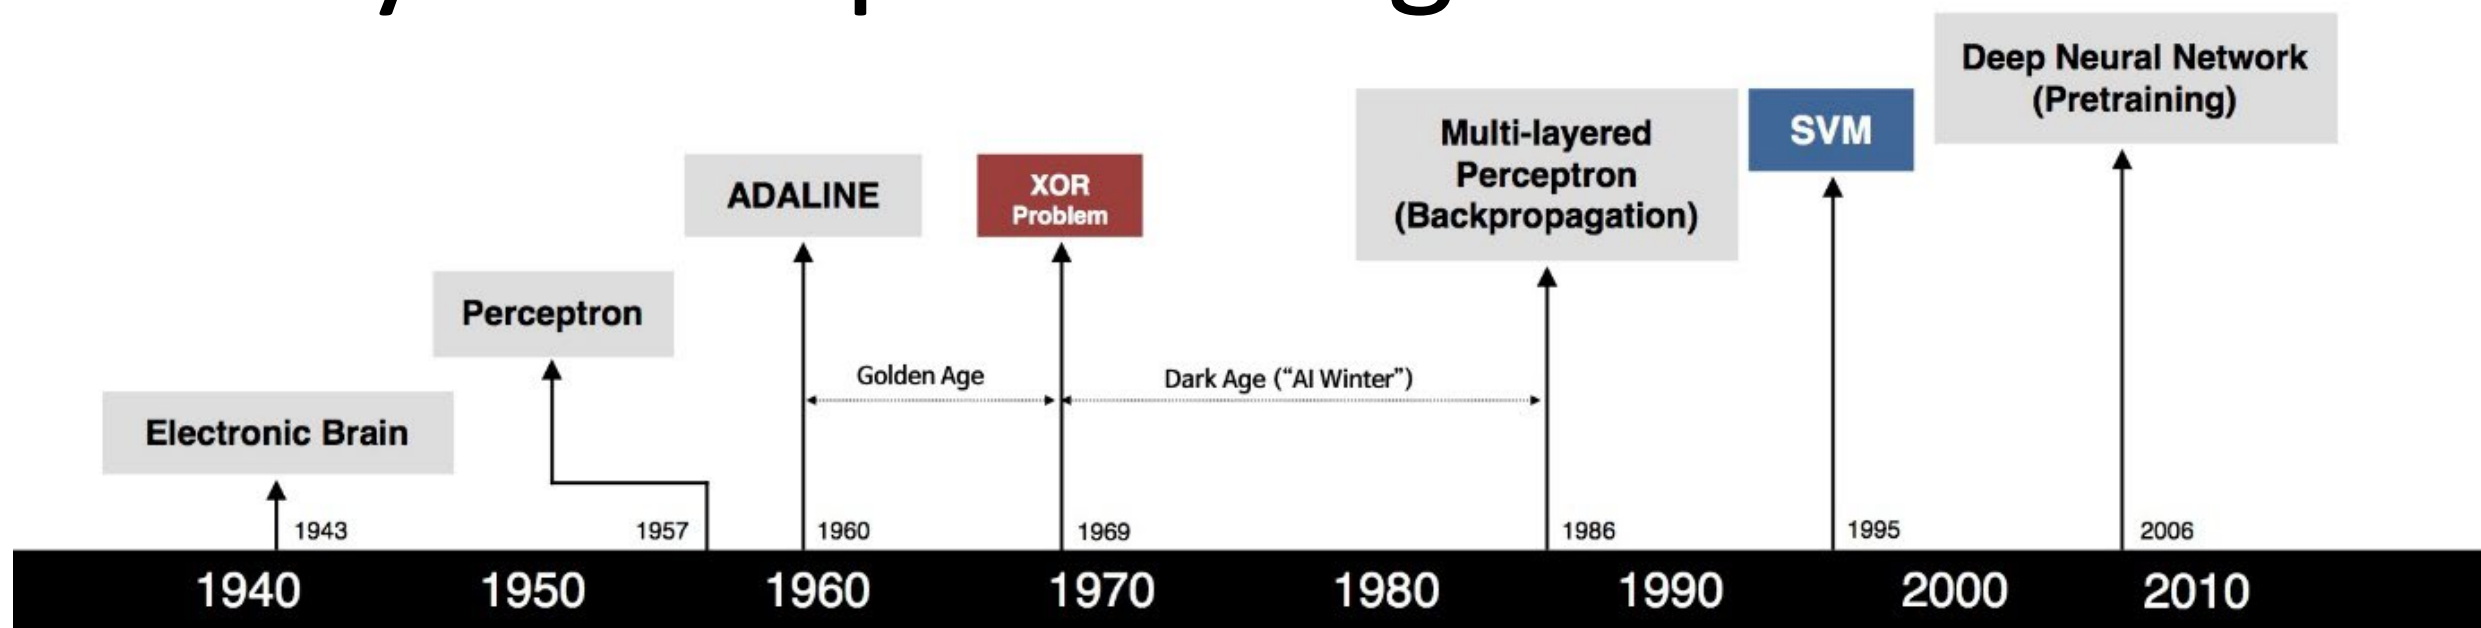 Deep Neural Network
(Pretraining)
Multi-layered
Perceptron
(Backpropagation)
SVM
ADALINE
XOR
Problem
Perceptron
Golden Age
Dark Age (“AI Winter”)
Electronic Brain
1943
1957
1960
1969
1986
1995
2006
1940
1950
1960
1970
1980
1990
2000
2010